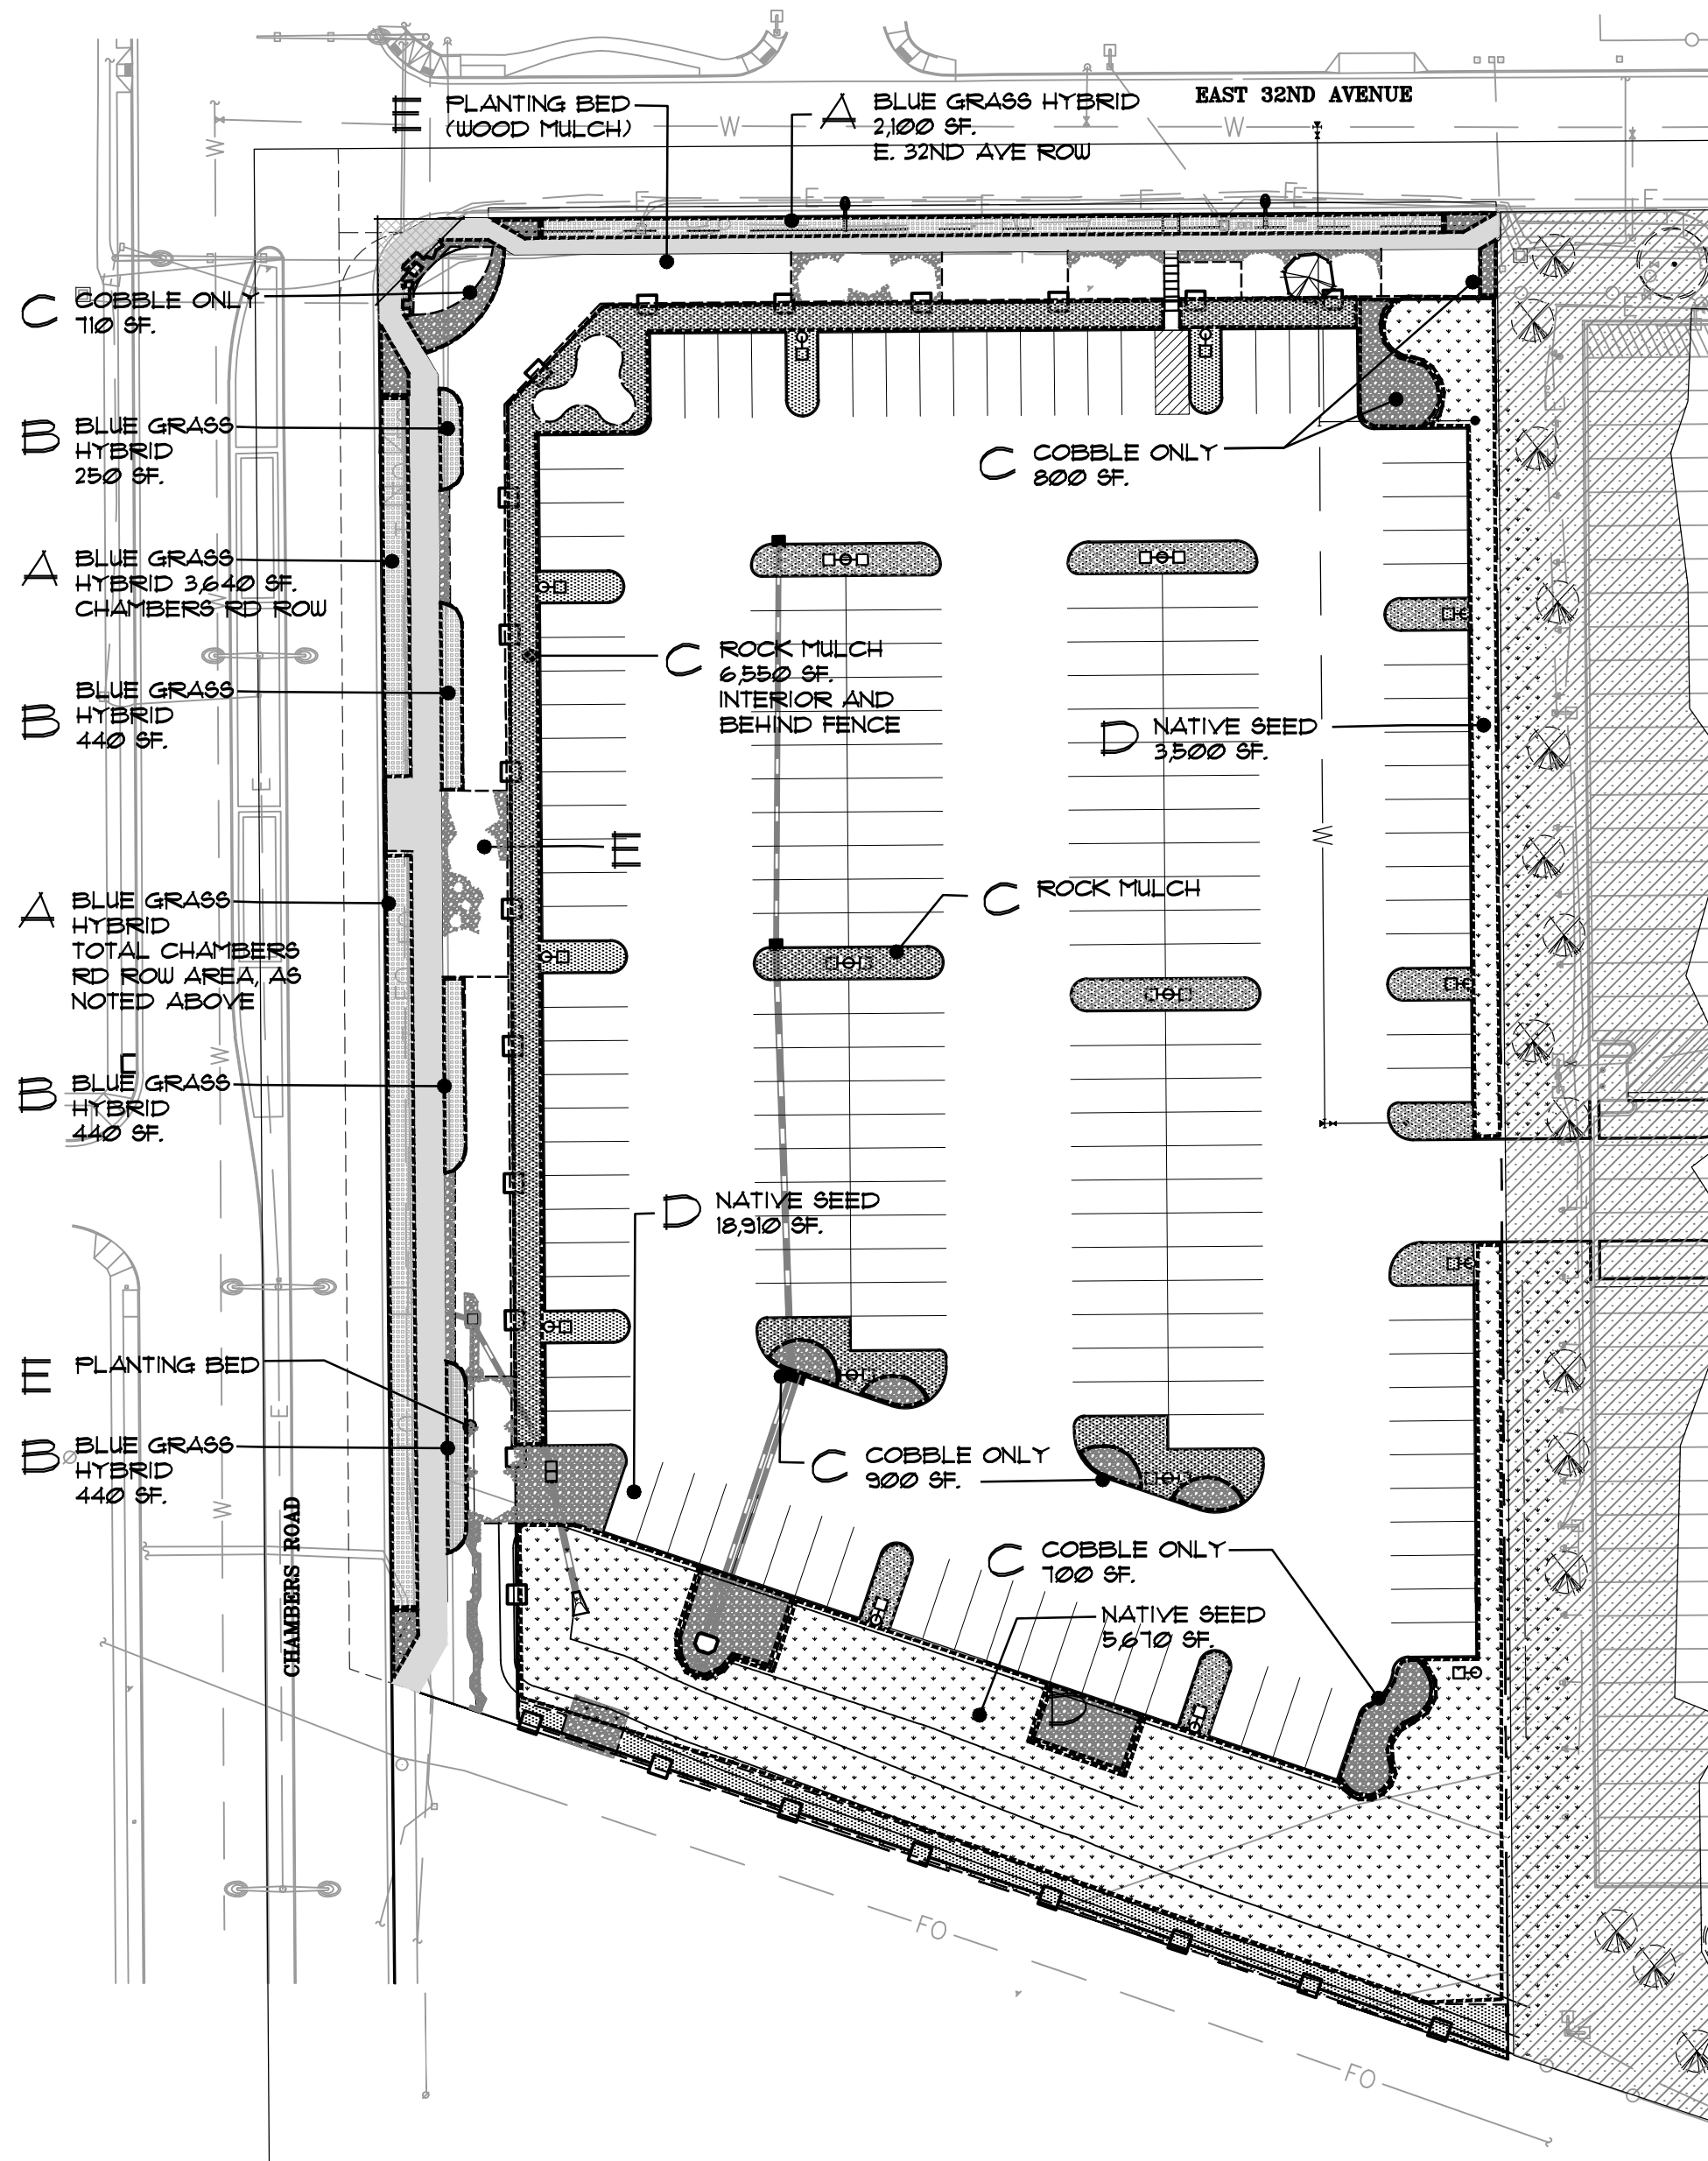 EAST 32ND AVENUE
E PLANTING BED
(WOOD MULCH)
A BLUE GRASS HYBRID
2,100 SF.
E. 32ND AVE ROW
W
W
E
E
E
E
E
E
C COBBLE ONLY
710 SF.
B BLUE GRASS
HYBRID
250 SF.
C COBBLE ONLY
800 SF.
A BLUE GRASS
HYBRID 3,640 SF.
CHAMBERS RD ROW
C ROCK MULCH
6,550 SF.
INTERIOR AND
BEHIND FENCE
B BLUE GRASS
HYBRID
440 SF.
D NATIVE SEED
3,500 SF.
W
E
C ROCK MULCH
A BLUE GRASS
HYBRID
TOTAL CHAMBERS
RD ROW AREA, AS
NOTED ABOVE
B BLUE GRASS
HYBRID
440 SF.
D NATIVE SEED
18,910 SF.
E PLANTING BED
B BLUE GRASS
HYBRID
440 SF.
C COBBLE ONLY
900 SF.
C COBBLE ONLY
700 SF.
NATIVE SEED
5,670 SF.
D
CHAMBERS ROAD
W
W
W
FO
FO